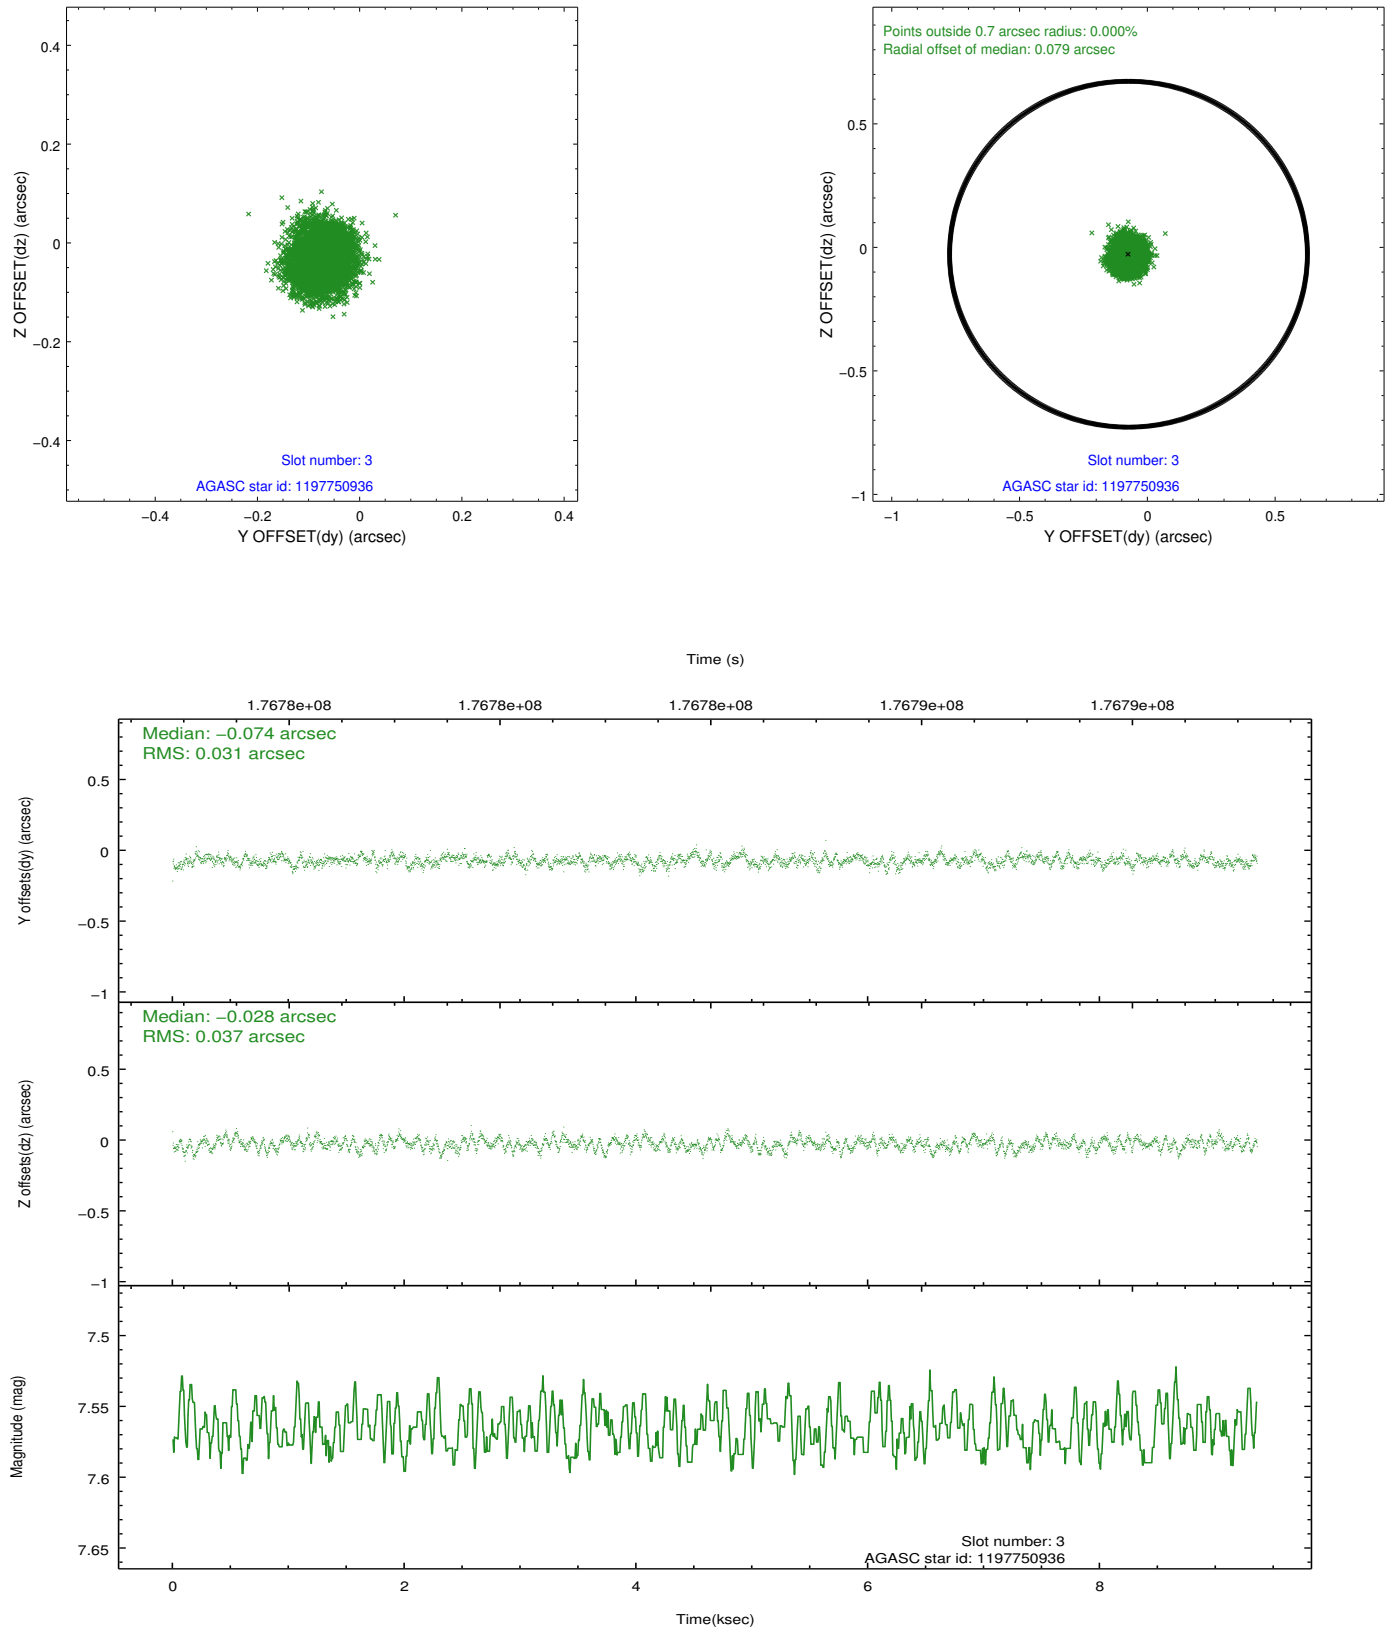 0.4
0.2
0
−0.2
−0.4
Z OFFSET(dz) (arcsec)
Slot number: 3
AGASC star id: 1197750936
−0.4 −0.2 0 0.2 0.4
Y OFFSET(dy) (arcsec)
Points outside 0.7 arcsec radius: 0.000%
Radial offset of median: 0.079 arcsec
0.5
0
−0.5
−1
Z OFFSET(dz) (arcsec)
Slot number: 3
AGASC star id: 1197750936
−1 −0.5 0 0.5
Y OFFSET(dy) (arcsec)
Time (s)
1.7678e+08 1.7678e+08 1.7678e+08 1.7679e+08 1.7679e+08
Median: −0.074 arcsec
RMS: 0.031 arcsec
0.5
0
−0.5
−1
Y offsets(dy) (arcsec)
Median: −0.028 arcsec
RMS: 0.037 arcsec
0.5
0
−0.5
−1
Z offsets(dz) (arcsec)
7.5
7.55
7.6
7.65
Magnitude (mag)
Slot number: 3
AGASC star id: 1197750936
0 2 4 6 8
Time(ksec)